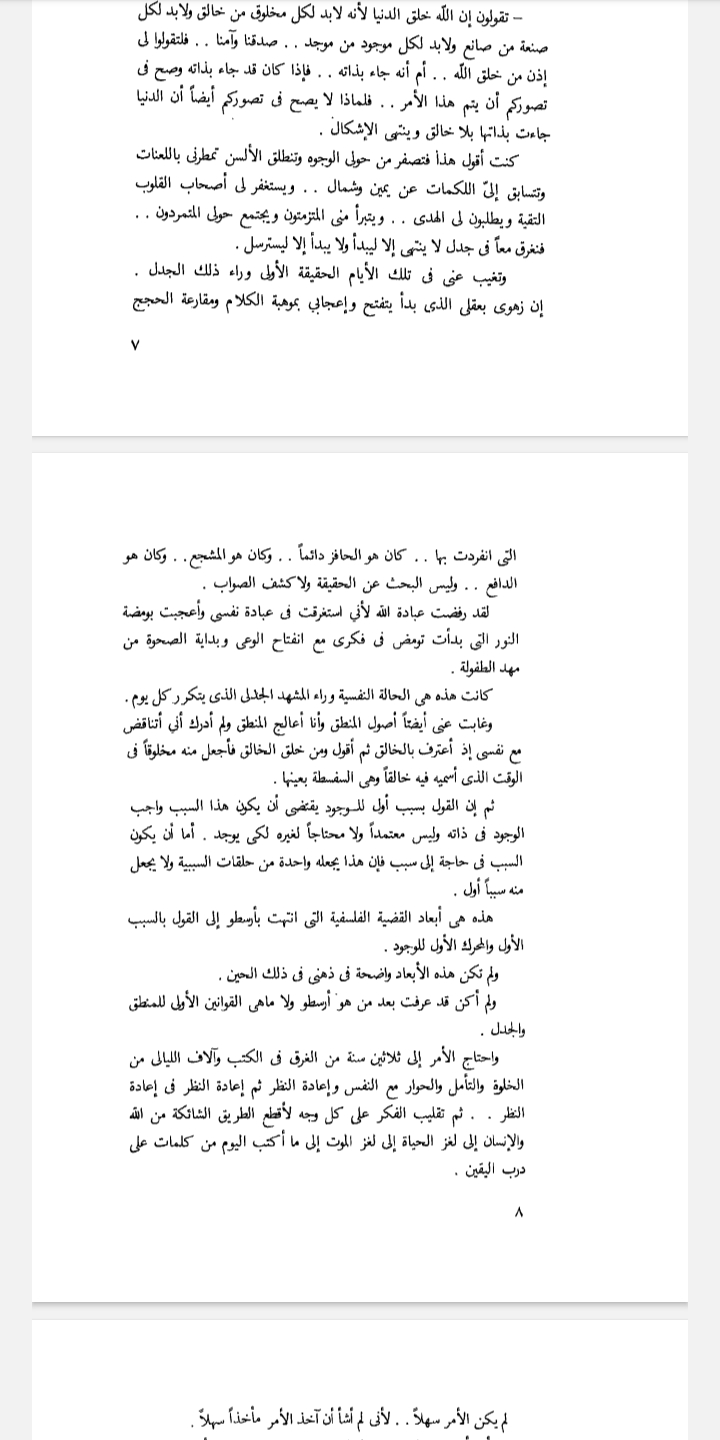 – تقولون إن الله خلق الدنيا لأنه لابد لكل مخلوق من خالق ولابد لكل
صنعة من صانع ولابد لكل موجود من موجد . . صدقنا وآمنا . . فلتقولوا لى
إذن من خلق الله . . أم أنه جاء بذاته . . فإذا كان قد جاء بذاته وصح فى
تصوركم أن يتم هذا الأمر . . فلماذا لا يصح فى تصوركم أيضاً أن الدنيا
جاءت بذاتها بلا خالق وينتهى الإشكال .
كنت أقول هذا فتصفر من حولى الوجوه وتنطلق الألسن تمطرنى باللعنات
وتتسابق إلىّ اللكمات عن يمين وشمال . . ويستغفر لى أصحاب القلوب
التقية ويطلبون لى الهدى . . ويتبرأ منى المتزمتون ويجتمع حولى المتمردون . .
فنغرق معاً فى جدل لا ينتهى إلا ليبدأ ولا يبدأ إلا ليسترسل .
وتغيب عنى فى تلك الأيام الحقيقة الأولى وراء ذلك الجدل .
إن زهوى بعقلى الذى بدأ يتفتح وإعجابي بموهبة الكلام ومقارعة الحجج
٧
التى انفردت بها . . كان هو الحافز دائماً . . وكان هو المشجع . . وكان هو
الدافع . . وليس البحث عن الحقيقة ولا كشف الصواب .
لقد رفضت عبادة الله لأني استغرقت فى عبادة نفسى وأعجبت بومضة
النور التى بدأت تومض فى فكرى مع انفتاح الوعى وبداية الصحوة من
مهد الطفولة .
كانت هذه هى الحالة النفسية وراء المشهد الجدلى الذى يتكرر كل يوم .
وغابت عنى أيضاً أصول المنطق وأنا أعالج المنطق ولم أدرك أني أتناقض
مع نفسى إذ أعترف بالخالق ثم أقول ومن خلق الخالق فأجعل منه مخلوقاً فى
الوقت الذى أسميه فيه خالقاً وهى السفسطة بعينها .
ثم إن القول بسبب أول للوجود يقتضى أن يكون هذا السبب واجب
الوجود فى ذاته وليس معتمداً ولا محتاجاً لغيره لكى يوجد . أما أن يكون
السبب فى حاجة إلى سبب فإن هذا يجعله واحدة من حلقات السببية ولا يجعل
منه سبباً أول .
هذه هى أبعاد القضية الفلسفية التى انتهت بأرسطو إلى القول بالسبب
الأول والمحرك الأول للوجود .
ولم تكن هذه الأبعاد واضحة فى ذهنى فى ذلك الحين .
ولم أكن قد عرفت بعد من هو أرسطو ولا ماهى القوانين الأولى للمنطق
والجدل .
واحتاج الأمر إلى ثلاثين سنة من الغرق فى الكتب وآلاف الليالى من
الخلوة والتأمل والحوار مع النفس وإعادة النظر ثم إعادة النظر فى إعادة
النظر . . ثم تقليب الفكر على كل وجه لأقطع الطريق الشائكة من الله
والإنسان إلى لغز الحياة إلى لغز الموت إلى ما أكتب اليوم من كلمات على
درب اليقين .
٨
لم يكن الأمر سهلاً . . لأنى لم أشأ أن آخذ الأمر مأخذاً سهلاً .